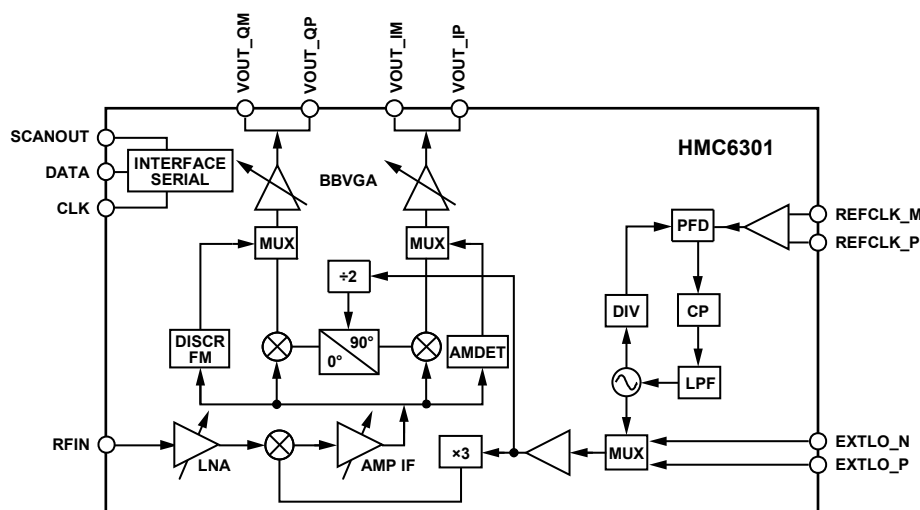 VOUT_QM
VOUT_QP
VOUT_IM
VOUT_IP
SCANOUT
DATA
CLK
INTERFACE
SERIAL
BBVGA
HMC6301
MUX
MUX
PFD
REFCLK_M
REFCLK_P
÷2
DIV
CP
DISCR
FM
90°
0°
AMDET
LPF
RFIN
LNA
AMP IF
×3
MUX
EXTLO_N
EXTLO_P